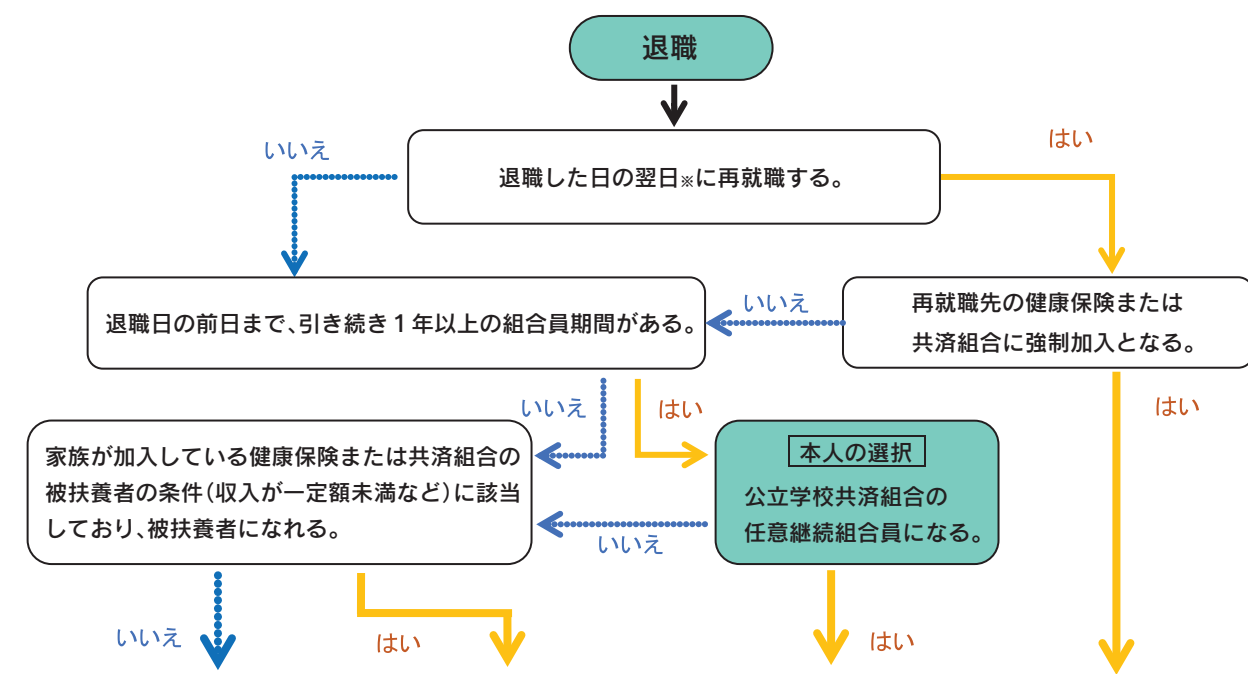 退職
いいえ
はい
退職した日の翌日※に再就職する。
退職日の前日まで、引き続き１年以上の組合員期間がある。
いいえ
再就職先の健康保険または
共済組合に強制加入となる。
いいえ
はい
はい
家族が加入している健康保険または共済組合の
被扶養者の条件（収入が一定額未満など）に該当
しており、被扶養者になれる。
本人の選択
公立学校共済組合の
任意継続組合員になる。
いいえ
いいえ
はい
はい